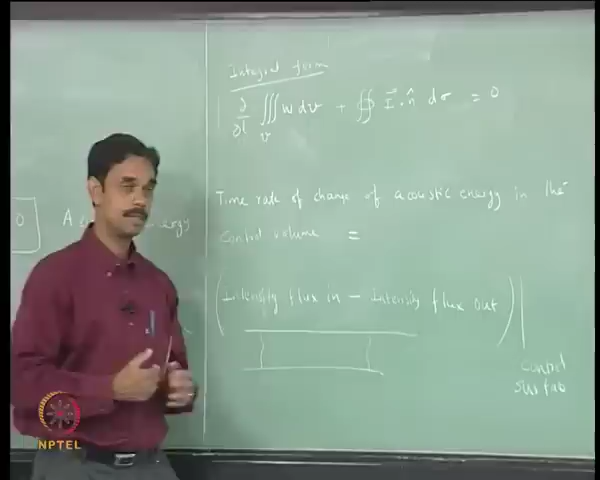 Integral form
∂/∂t ∭_v w dv + ∯ I⃗ · n̂ dσ = 0
Time rate of change of acoustic energy in the
0 A ergy
control volume =
(Intensity flux in – Intensity flux out)|
control
surface
NPTEL